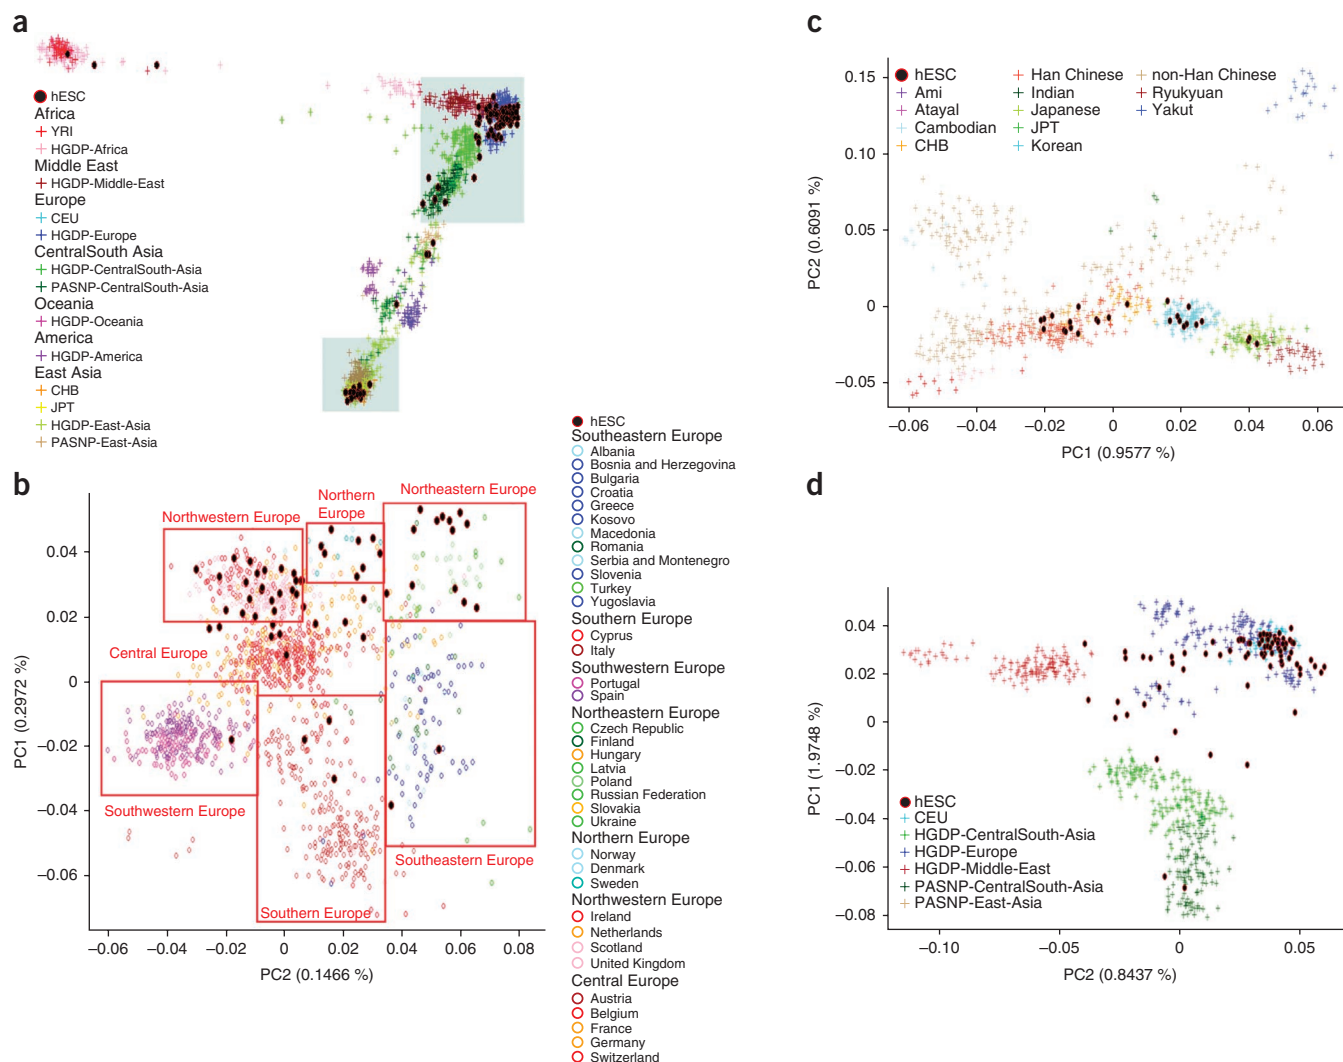 a
hESC
Africa
YRI
HGDP-Africa
Middle East
HGDP-Middle-East
Europe
CEU
HGDP-Europe
CentralSouth Asia
HGDP-CentralSouth-Asia
PASNP-CentralSouth-Asia
Oceania
HGDP-Oceania
America
HGDP-America
East Asia
CHB
JPT
HGDP-East-Asia
PASNP-East-Asia
b
Northwestern Europe
Northern
Europe
Northeastern Europe
Central Europe
Southwestern Europe
Southern Europe
Southeastern Europe
PC1 (0.2972 %)
0.04
0.02
0
−0.02
−0.04
−0.06
−0.06
−0.04
−0.02
0
0.02
0.04
0.06
0.08
PC2 (0.1466 %)
hESC
Southeastern Europe
Albania
Bosnia and Herzegovina
Bulgaria
Croatia
Greece
Kosovo
Macedonia
Romania
Serbia and Montenegro
Slovenia
Turkey
Yugoslavia
Southern Europe
Cyprus
Italy
Southwestern Europe
Portugal
Spain
Northeastern Europe
Czech Republic
Finland
Hungary
Latvia
Poland
Russian Federation
Slovakia
Ukraine
Northern Europe
Norway
Denmark
Sweden
Northwestern Europe
Ireland
Netherlands
Scotland
United Kingdom
Central Europe
Austria
Belgium
France
Germany
Switzerland
c
hESC
Ami
Atayal
Cambodian
CHB
Han Chinese
Indian
Japanese
JPT
Korean
non-Han Chinese
Ryukyuan
Yakut
PC2 (0.6091 %)
0.15
0.10
0.05
0
−0.05
−0.06
−0.04
−0.02
0
0.02
0.04
0.06
PC1 (0.9577 %)
d
PC1 (1.9748 %)
0.04
0.02
0
−0.02
−0.04
−0.06
−0.08
hESC
CEU
HGDP-CentralSouth-Asia
HGDP-Europe
HGDP-Middle-East
PASNP-CentralSouth-Asia
PASNP-East-Asia
−0.10
−0.05
0
0.05
PC2 (0.8437 %)